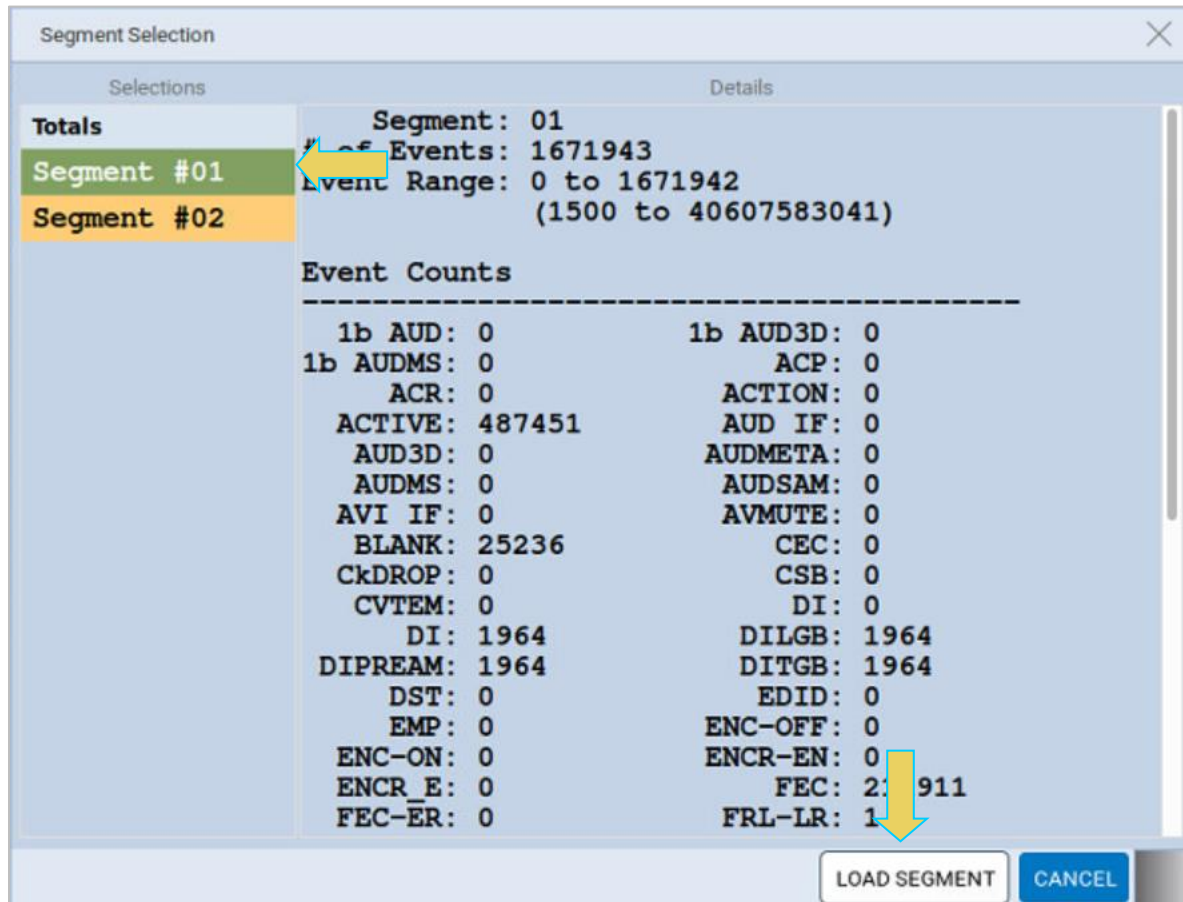 Segment Selection
Selections
Details
Totals
Segment #01
Segment #02
Segment: 01
# of Events: 1671943
Event Range: 0 to 1671942
(1500 to 40607583041)
Event Counts
-----------------------------------------
1b AUD: 0 1b AUD3D: 0
1b AUDMS: 0 ACP: 0
ACR: 0 ACTION: 0
ACTIVE: 487451 AUD IF: 0
AUD3D: 0 AUDMETA: 0
AUDMS: 0 AUDSAM: 0
AVI IF: 0 AVMUTE: 0
BLANK: 25236 CEC: 0
CkDROP: 0 CSB: 0
CVTEM: 0 DI: 0
DI: 1964 DILGB: 1964
DIPREAM: 1964 DITGB: 1964
DST: 0 EDID: 0
EMP: 0 ENC-OFF: 0
ENC-ON: 0 ENCR-EN: 0
ENCR_E: 0 FEC:
FEC-ER: 0 FRL-LR:
LOAD SEGMENT
CANCEL